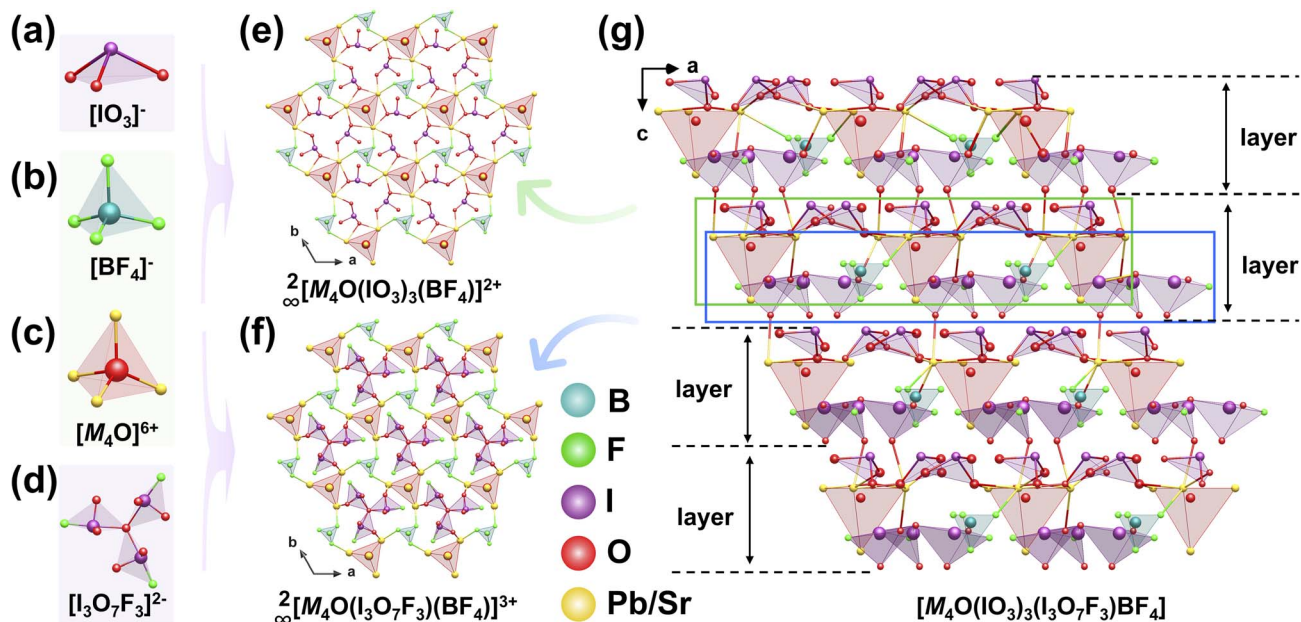 (a)
[IO₃]⁻
(b)
[BF₄]⁻
(c)
[M₄O]⁶⁺
(d)
[I₃O₇F₃]²⁻
(e)
b
a
²∞[M₄O(IO₃)₃(BF₄)]²⁺
(f)
b
a
²∞[M₄O(I₃O₇F₃)(BF₄)]³⁺
B
F
I
O
Pb/Sr
(g)
a
c
layer
layer
layer
layer
[M₄O(IO₃)₃(I₃O₇F₃)BF₄]